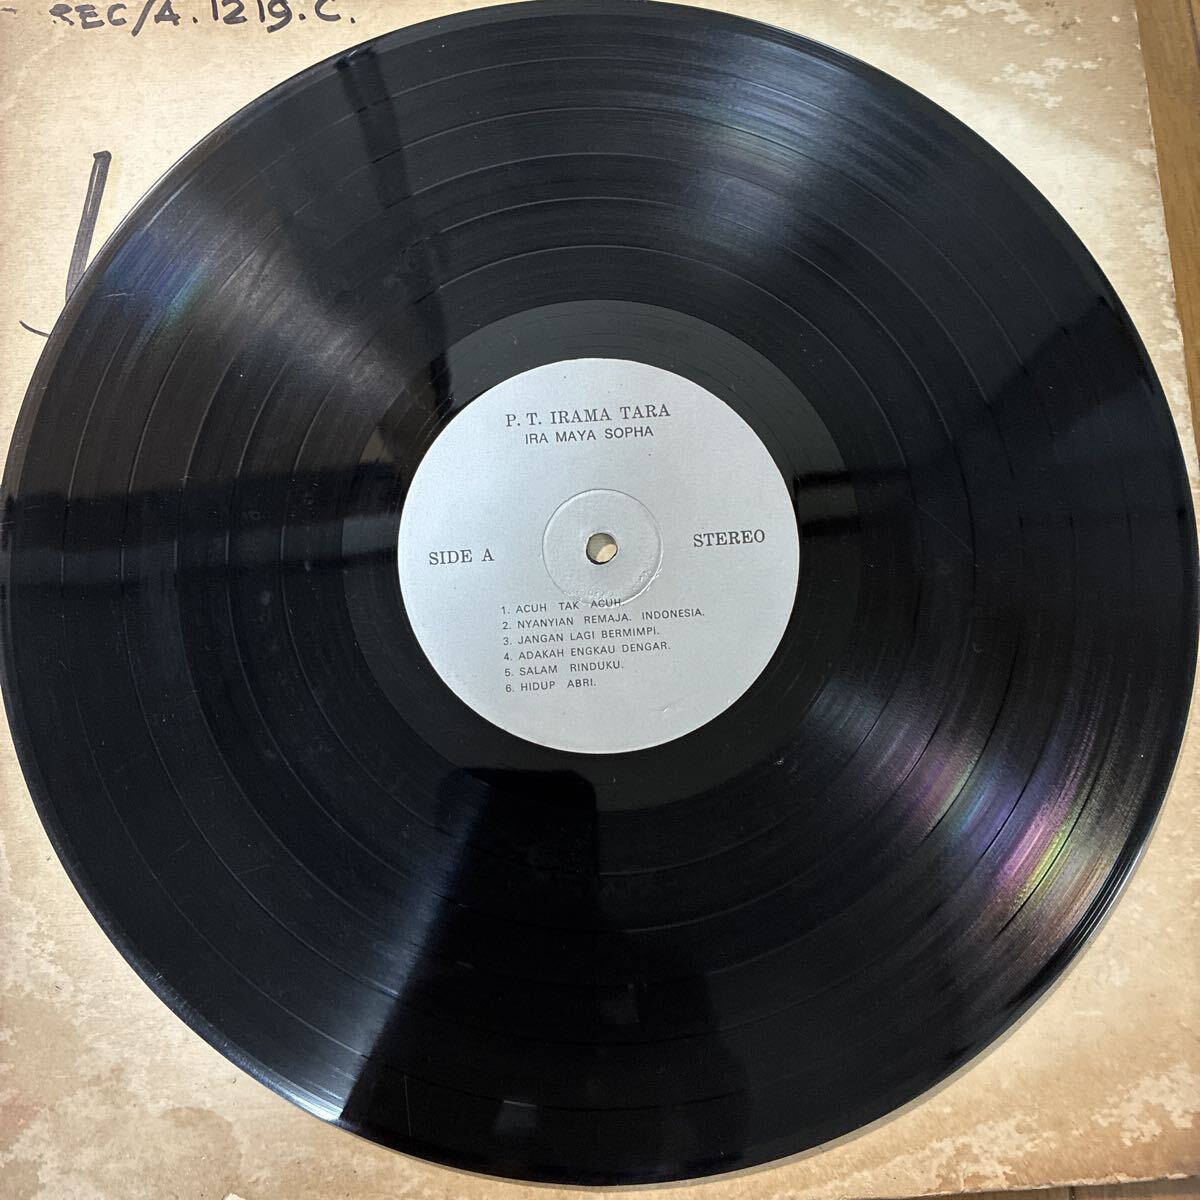 REC/A. 1219. C.
P. T. IRAMA TARA
IRA MAYA SOPHA
SIDE A
STEREO
1. ACUH TAK ACUH.
2. NYANYIAN REMAJA. INDONESIA.
3. JANGAN LAGI BERMIMPI.
4. ADAKAH ENGKAU DENGAR.
5. SALAM RINDUKU.
6. HIDUP ABRI.